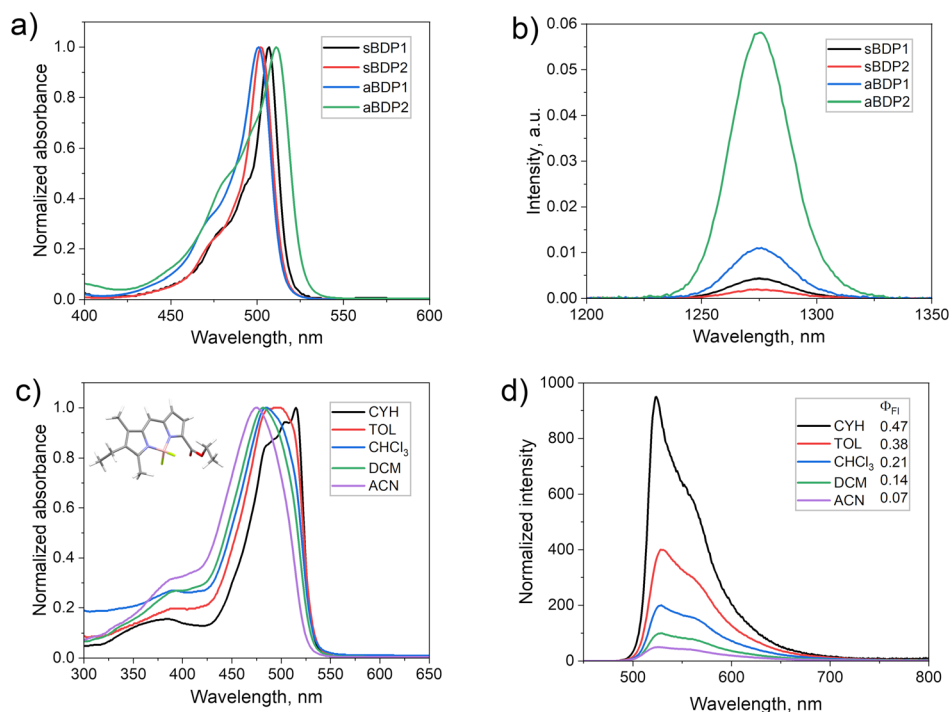 a)
Normalized absorbance
1.0
0.8
0.6
0.4
0.2
0.0
400 450 500 550 600
Wavelength, nm
sBDP1
sBDP2
aBDP1
aBDP2
b)
Intensity, a.u.
0.06
0.05
0.04
0.03
0.02
0.01
0.00
1200 1250 1300 1350
Wavelength, nm
sBDP1
sBDP2
aBDP1
aBDP2
c)
Normalized absorbance
1.0
0.8
0.6
0.4
0.2
0.0
300 350 400 450 500 550 600 650
Wavelength, nm
CYH
TOL
CHCl₃
DCM
ACN
d)
Normalized intensity
1000
800
600
400
200
0
500 600 700 800
Wavelength, nm
Φ_Fl
CYH 0.47
TOL 0.38
CHCl₃ 0.21
DCM 0.14
ACN 0.07